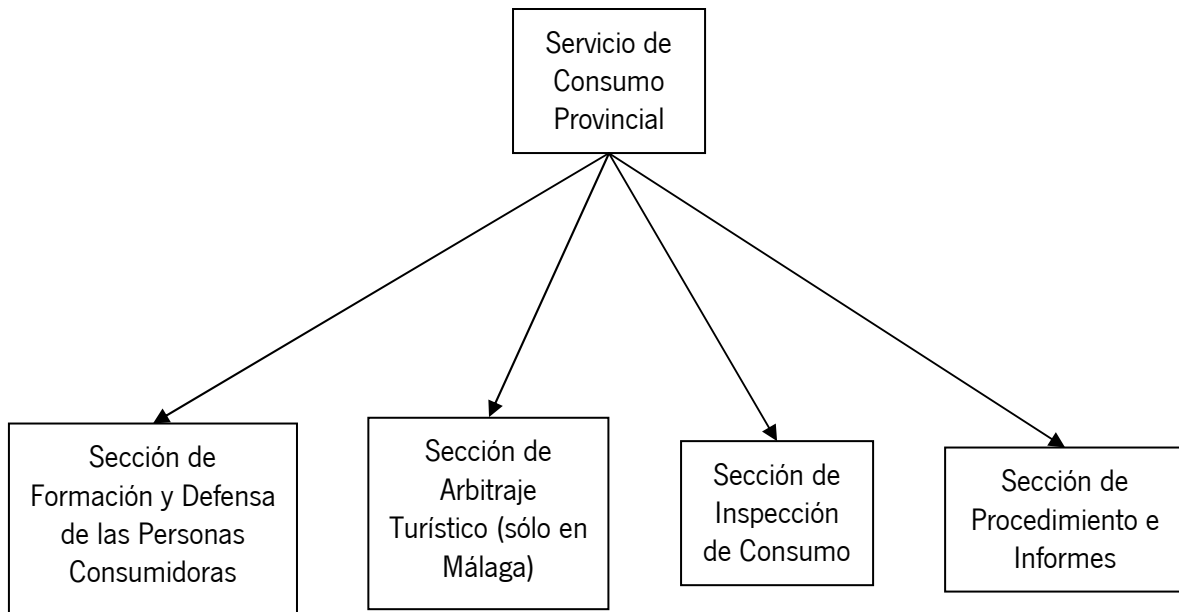 Servicio de
Consumo
Provincial
Sección de
Formación y Defensa
de las Personas
Consumidoras
Sección de
Arbitraje
Turístico (sólo en
Málaga)
Sección de
Inspección
de Consumo
Sección de
Procedimiento e
Informes